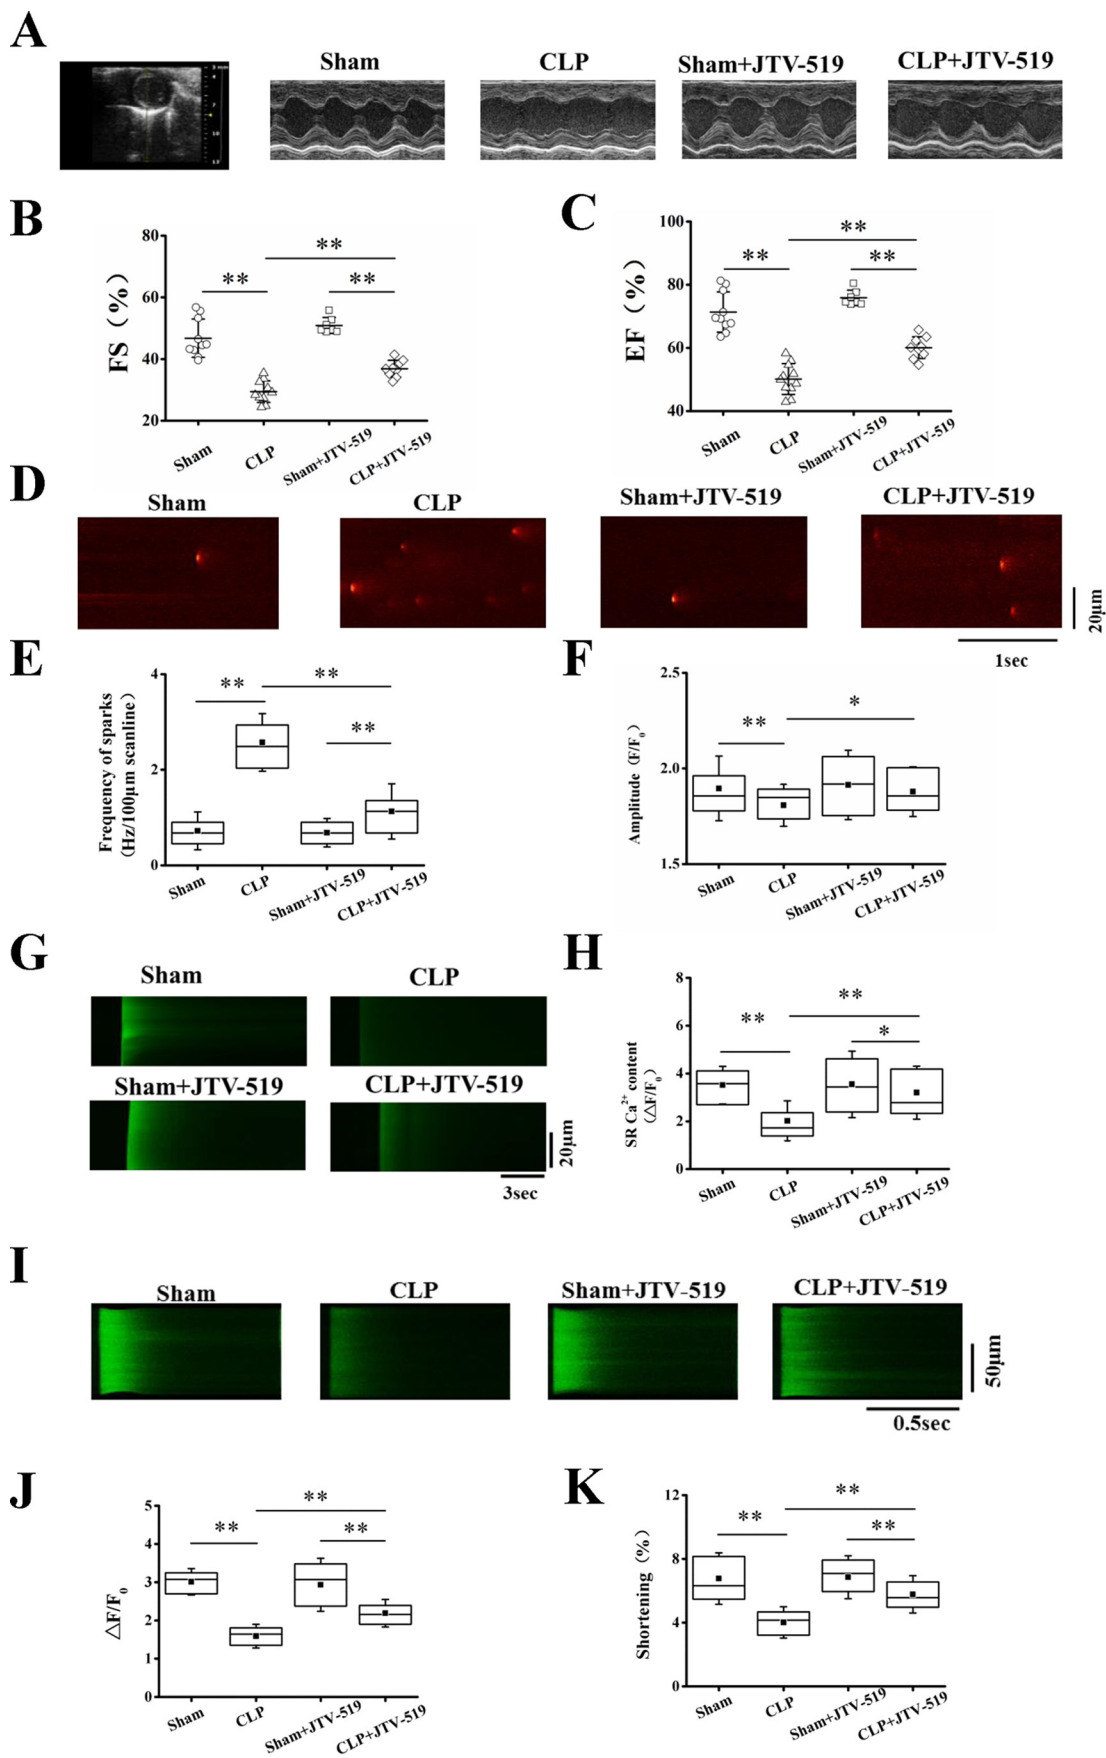 A
Sham
CLP
Sham+JTV-519
CLP+JTV-519
B
FS (%)
80
60
40
20
**
**
**
Sham
CLP
Sham+JTV-519
CLP+JTV-519
C
EF (%)
100
80
60
40
**
**
**
Sham
CLP
Sham+JTV-519
CLP+JTV-519
D
Sham
CLP
Sham+JTV-519
CLP+JTV-519
20μm
1sec
E
Frequency of sparks
(Hz/100μm scanline)
4
2
0
**
**
**
Sham
CLP
Sham+JTV-519
CLP+JTV-519
F
Amplitude (F/F0)
2.5
2.0
1.5
**
*
Sham
CLP
Sham+JTV-519
CLP+JTV-519
G
Sham
CLP
Sham+JTV-519
CLP+JTV-519
20μm
3sec
H
SR Ca2+ content
(△F/F0)
8
6
4
2
0
**
**
*
Sham
CLP
Sham+JTV-519
CLP+JTV-519
I
Sham
CLP
Sham+JTV-519
CLP+JTV-519
50μm
0.5sec
J
△F/F0
5
4
3
2
1
0
**
**
**
Sham
CLP
Sham+JTV-519
CLP+JTV-519
K
Shortening (%)
12
8
4
0
**
**
**
Sham
CLP
Sham+JTV-519
CLP+JTV-519